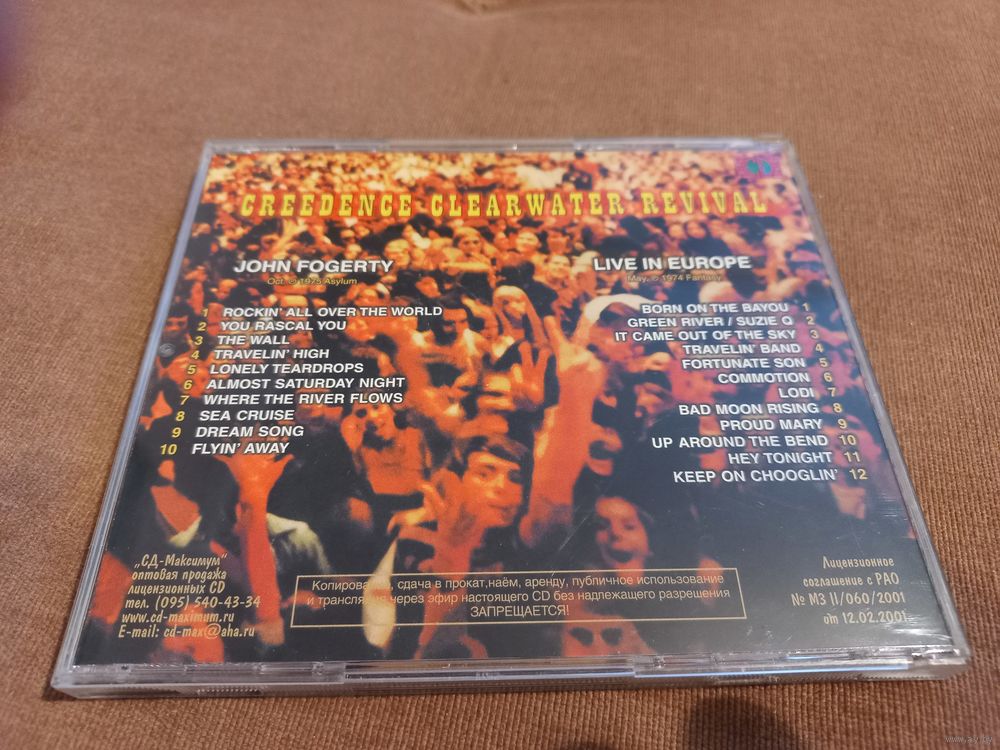 CREEDENCE CLEARWATER REVIVAL
JOHN FOGERTY
Oct. © 1975 Asylum
1 ROCKIN' ALL OVER THE WORLD
2 YOU RASCAL YOU
3 THE WALL
4 TRAVELIN' HIGH
5 LONELY TEARDROPS
6 ALMOST SATURDAY NIGHT
7 WHERE THE RIVER FLOWS
8 SEA CRUISE
9 DREAM SONG
10 FLYIN' AWAY
LIVE IN EUROPE
May. © 1974 Fantasy
BORN ON THE BAYOU 1
GREEN RIVER / SUZIE Q 2
IT CAME OUT OF THE SKY 3
TRAVELIN' BAND 4
FORTUNATE SON 5
COMMOTION 6
LODI 7
BAD MOON RISING 8
PROUD MARY 9
UP AROUND THE BEND 10
HEY TONIGHT 11
KEEP ON CHOOGLIN' 12
„СД-Максимум"
оптовая продажа
лицензионных CD
тел. (095) 540-43-34
www.cd-maximum.ru
E-mail: cd-max@aha.ru
Копирование, сдача в прокат,наём, аренду, публичное использование
и трансляция через эфир настоящего CD без надлежащего разрешения
ЗАПРЕЩАЕТСЯ!
Лицензионное
соглашение с РАО
№ МЗ II/060/2001
от 12.02.2001
www.ay.by